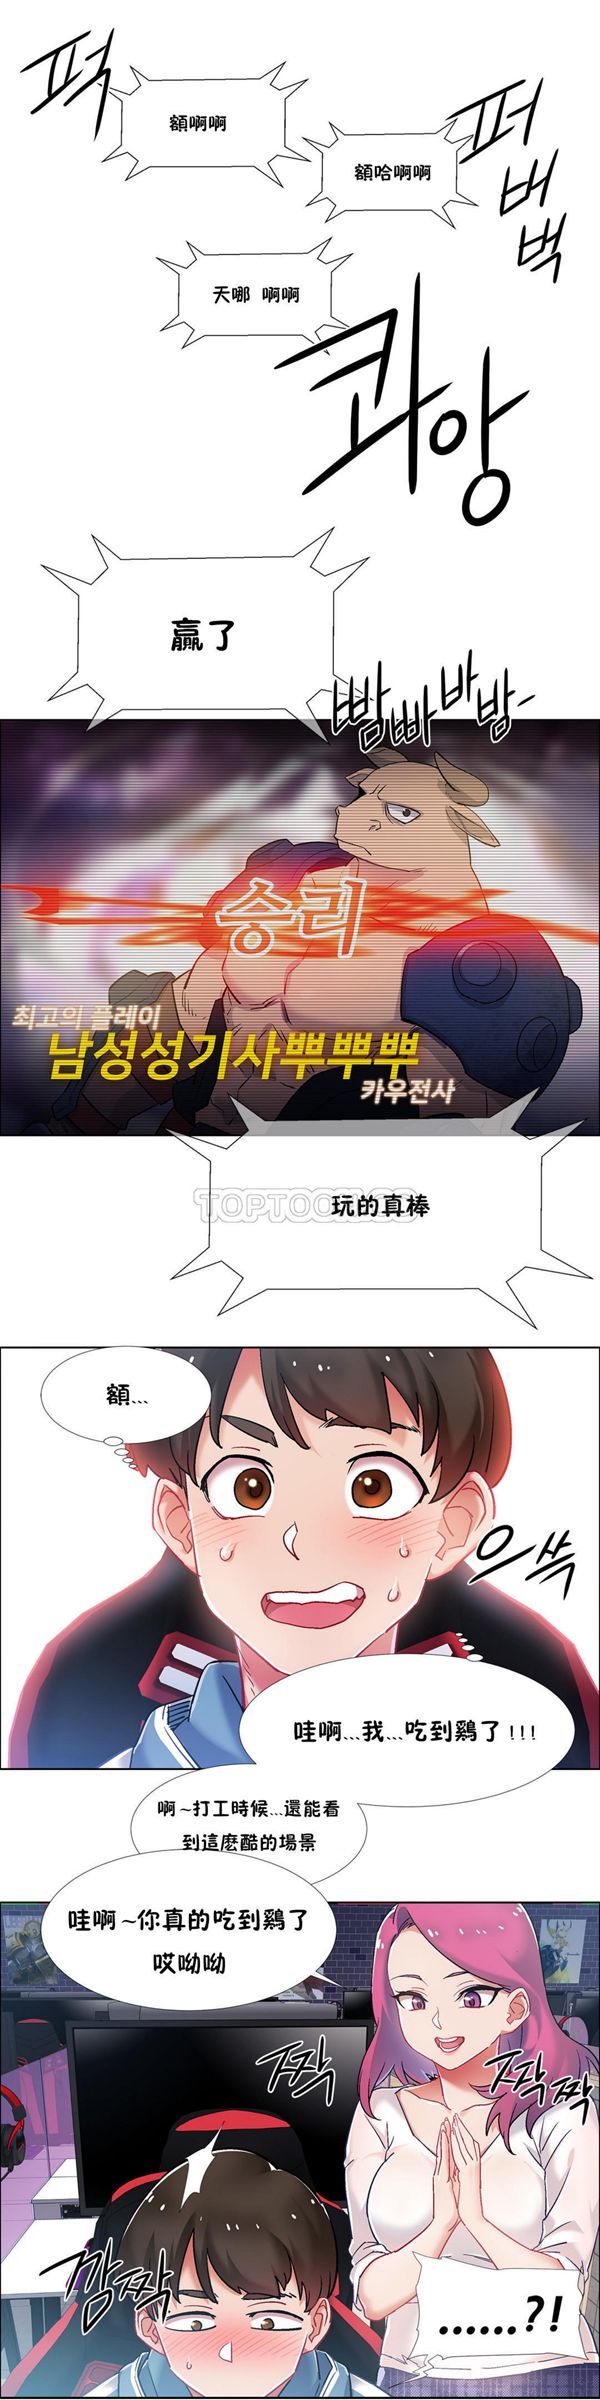 퍽
額啊啊
퍼
버
벅
額哈啊啊
天哪 啊啊
콰앙
贏了
빰빠바밤-
승리
최고의 플레이
남성성기사뿌뿌뿌
카우전사
TOPTOON
玩的真棒
額...
으쓱
哇啊...我...吃到鷄了!!!
啊~打工時候...還能看
到這麽酷的場景
哇啊~你真的吃到鷄了
哎呦呦
짝
짝짝
깜짝
......?!